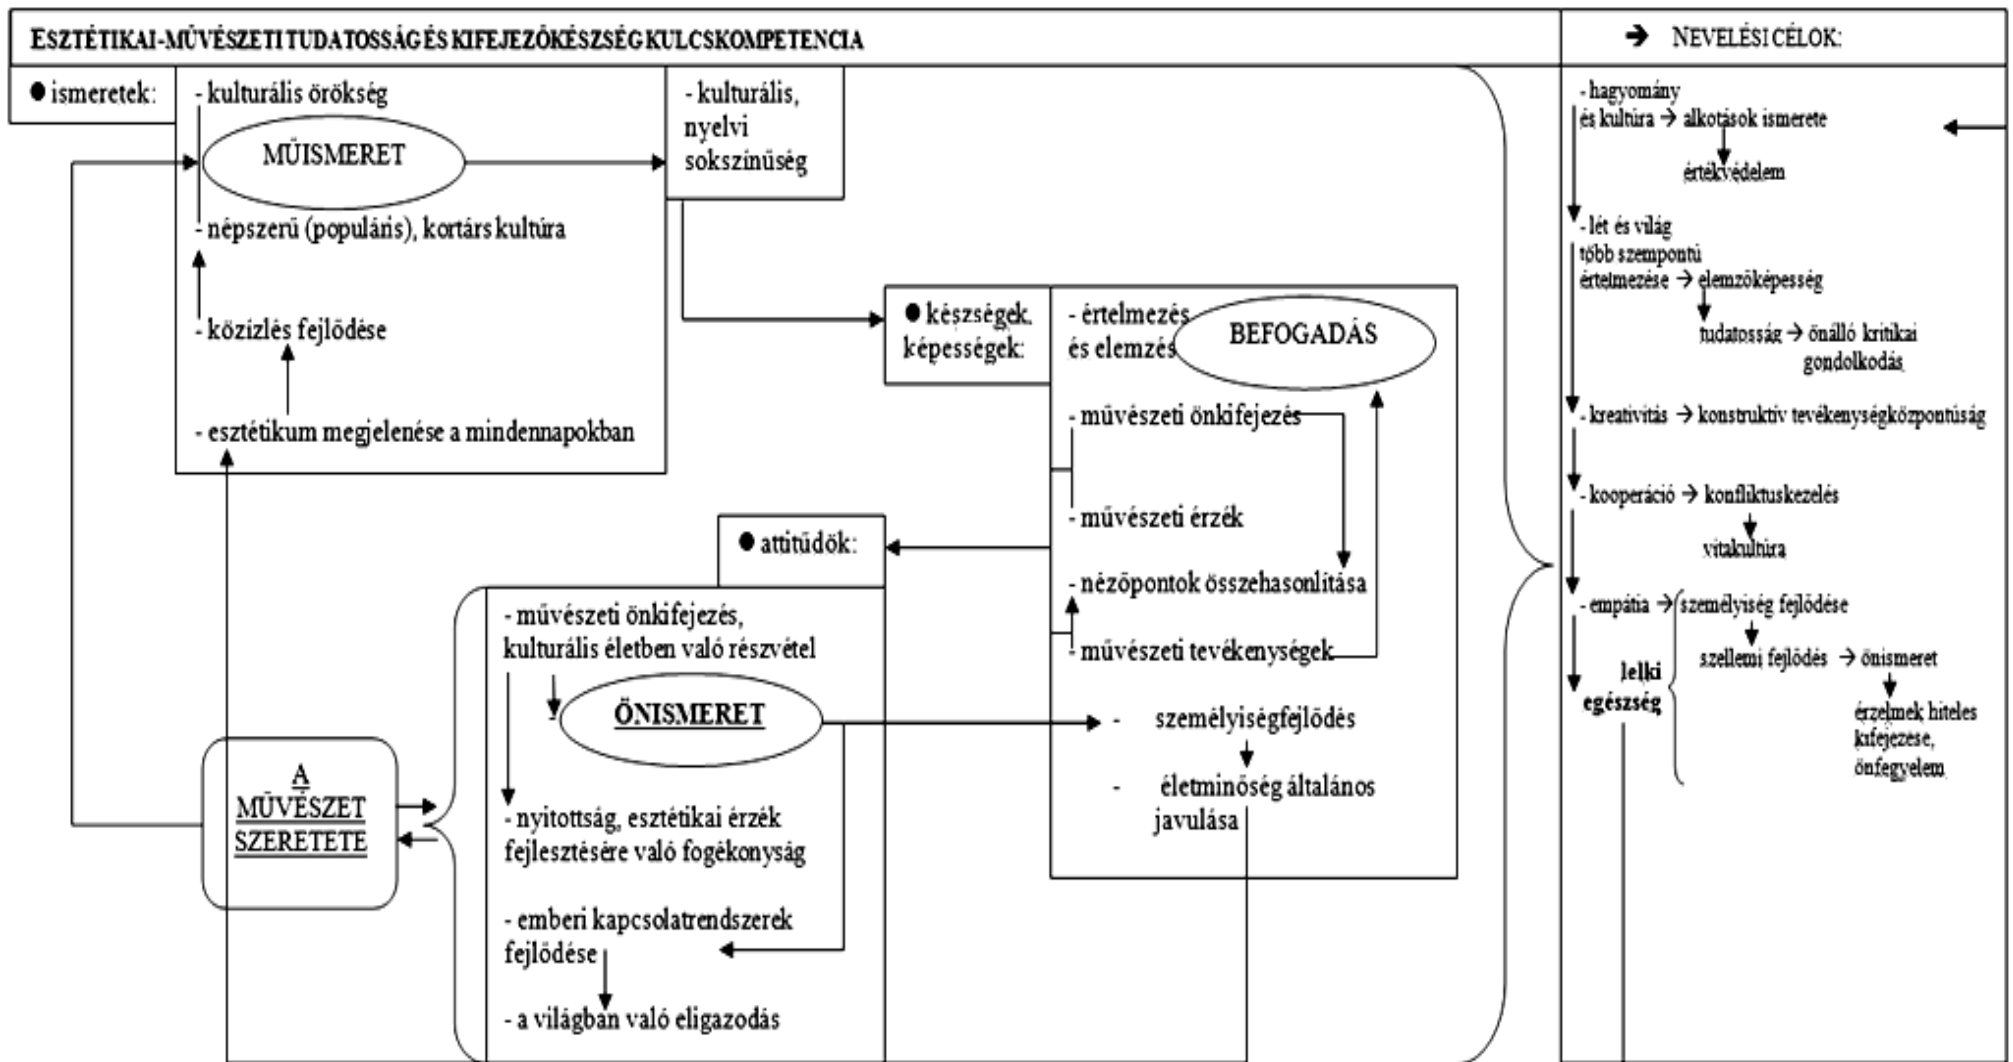 ESZTÉTIKAI-MŰVÉSZETI TUDATOSSÁG ÉS KIFEJEZŐKÉSZSÉG KULCSKOMPETENCIA
➔ NEVELÉSI CÉLOK:
● ismeretek:
- kulturális örökség
MŰISMERET
- népszerű (populáris), kortárs kultúra
- közízlés fejlődése
- esztétikum megjelenése a mindennapokban
- kulturális,
nyelvi
sokszínűség
● készségek,
képességek:
- értelmezés
és elemzés
BEFOGADÁS
- művészeti önkifejezés
- művészeti érzék
- nézőpontok összehasonlítása
- művészeti tevékenységek
- személyiségfejlődés
- életminőség általános
javulása
● attitűdök:
- művészeti önkifejezés,
kulturális életben való részvétel
- ÖNISMERET
- nyitottság, esztétikai érzék
fejlesztésére való fogékonyság
- emberi kapcsolatrendszerek
fejlődése
- a világban való eligazodás
A
MŰVÉSZET
SZERETETE
- hagyomány
és kultúra → alkotások ismerete
értékvédelem
- lét és világ
több szempontú
értelmezése → elemzőképesség
tudatosság → önálló kritikai
gondolkodás
- kreativitás → konstruktív tevékenységközpontúság
- kooperáció → konfliktuskezelés
vitakultúra
- empátia → személyiség fejlődése
szellemi fejlődés → önismeret
lelki
egészség
érzelmek hiteles
kifejezése,
önfegyelem